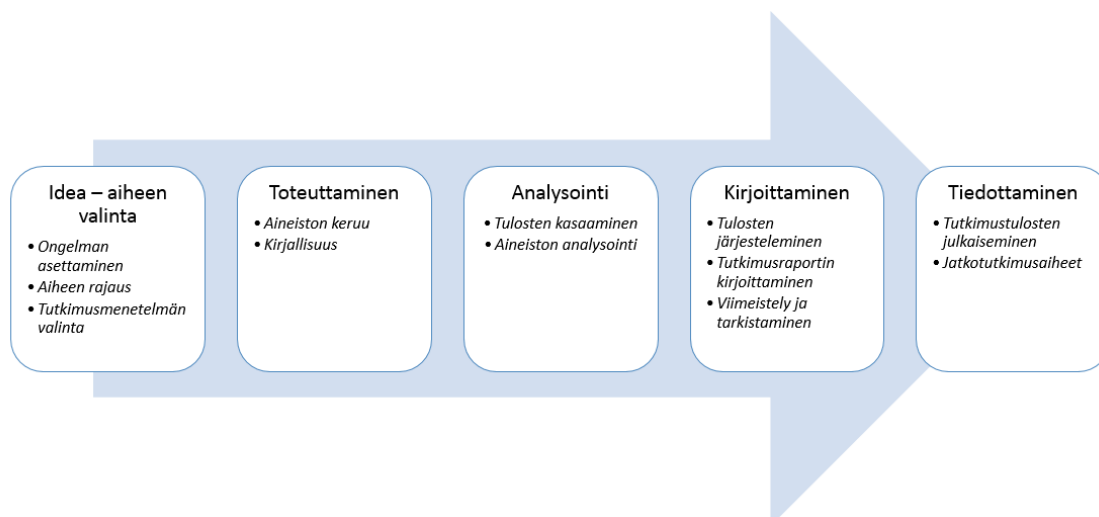 Idea – aiheen
valinta
• Ongelman
asettaminen
• Aiheen rajaus
• Tutkimusmenetelmän
valinta
Toteuttaminen
• Aineiston keruu
• Kirjallisuus
Analysointi
• Tulosten kasaaminen
• Aineiston analysointi
Kirjoittaminen
• Tulosten
järjesteleminen
• Tutkimusraportin
kirjoittaminen
• Viimeistely ja
tarkistaminen
Tiedottaminen
• Tutkimustulosten
julkaiseminen
• Jatkotutkimusaiheet